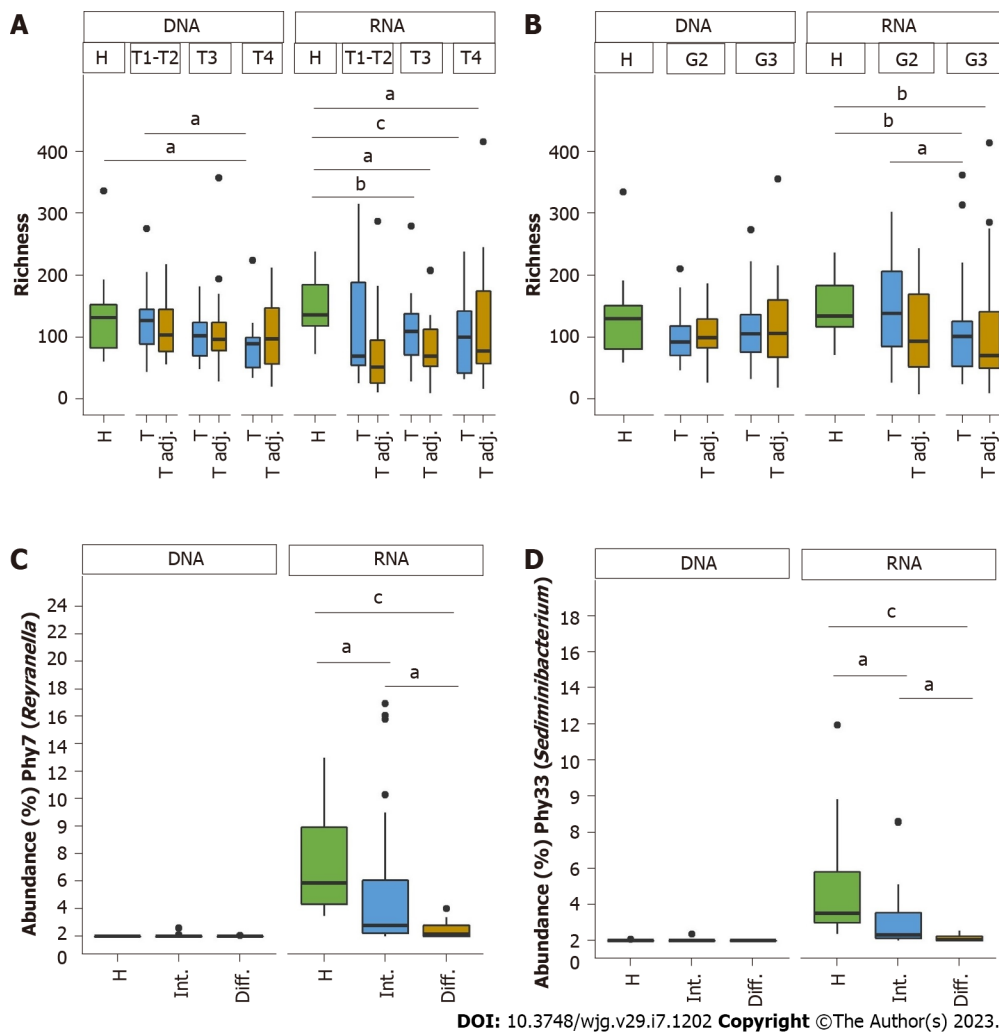 A
DNA
RNA
H
T1-T2
T3
T4
H
T1-T2
T3
T4
a
a
a
c
a
b
Richness
400
300
200
100
0
H
T
T adj.
T
T adj.
T
T adj.
H
T
T adj.
T
T adj.
T
T adj.
B
DNA
RNA
H
G2
G3
H
G2
G3
b
b
a
Richness
400
300
200
100
0
H
T
T adj.
T
T adj.
H
T
T adj.
T
T adj.
C
DNA
RNA
c
a
a
Abundance (%) Phy7 (Reyranella)
24
22
20
18
16
14
12
10
9
8
6
4
2
0
H
Int.
Diff.
H
Int.
Diff.
D
DNA
RNA
c
a
a
Abundance (%) Phy33 (Sediminibacterium)
18
16
18
14
12
10
9
8
6
4
2
0
H
Int.
Diff.
H
Int.
Diff.
DOI: 10.3748/wjg.v29.i7.1202 Copyright ©The Author(s) 2023.